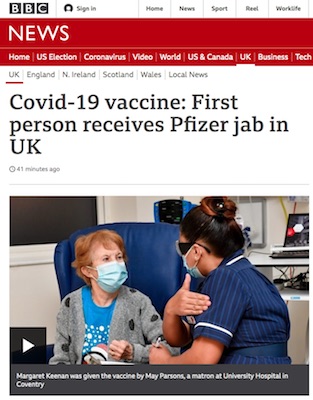 BBC Sign in Home News Sport Reel Worklife
NEWS
Home US Election Coronavirus Video World US & Canada UK Business Tech
UK England N. Ireland Scotland Wales Local News
Covid-19 vaccine: First
person receives Pfizer jab in
UK
41 minutes ago
Margaret Keenan was given the vaccine by May Parsons, a matron at University Hospital in
Coventry